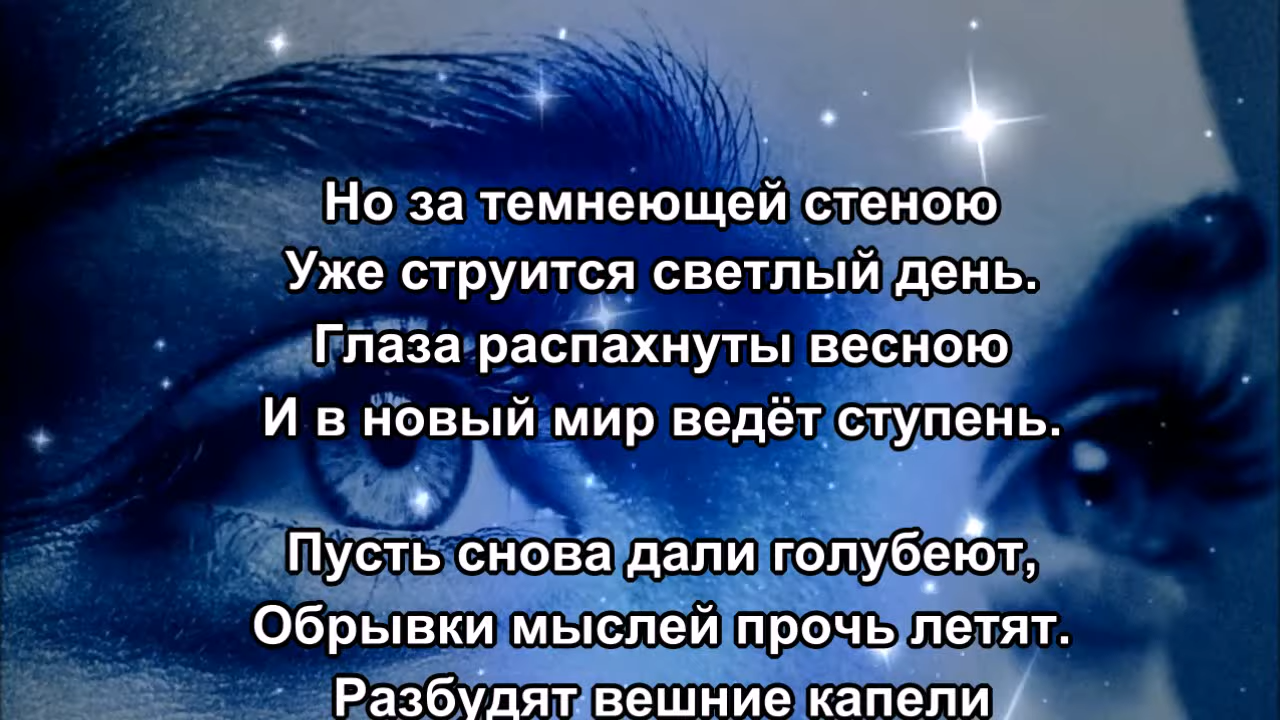 Но за темнеющей стеною
Уже струится светлый день.
Глаза распахнуты весною
И в новый мир ведёт ступень.
Пусть снова дали голубеют,
Обрывки мыслей прочь летят.
Разбудят вешние капели